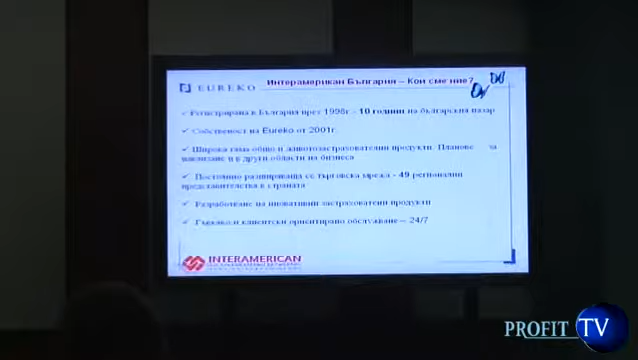 EUREKO
Интерамерикан България – Кои сме ние?
Регистрирана в България през 1998г - 10 години на българския пазар
Собственост на Eureko от 2001г.
Широка гама общо и животозастрахователни продукти. Планове за
навлизане и в други области на бизнеса
Постоянно развиваща се търговска мрежа - 49 регионални
представителства в страната
Разработване на иновативни застрахователни продукти
Гъвкаво и клиентски ориентирано обслужване – 24/7
INTERAMERICAN
PROFIT TV